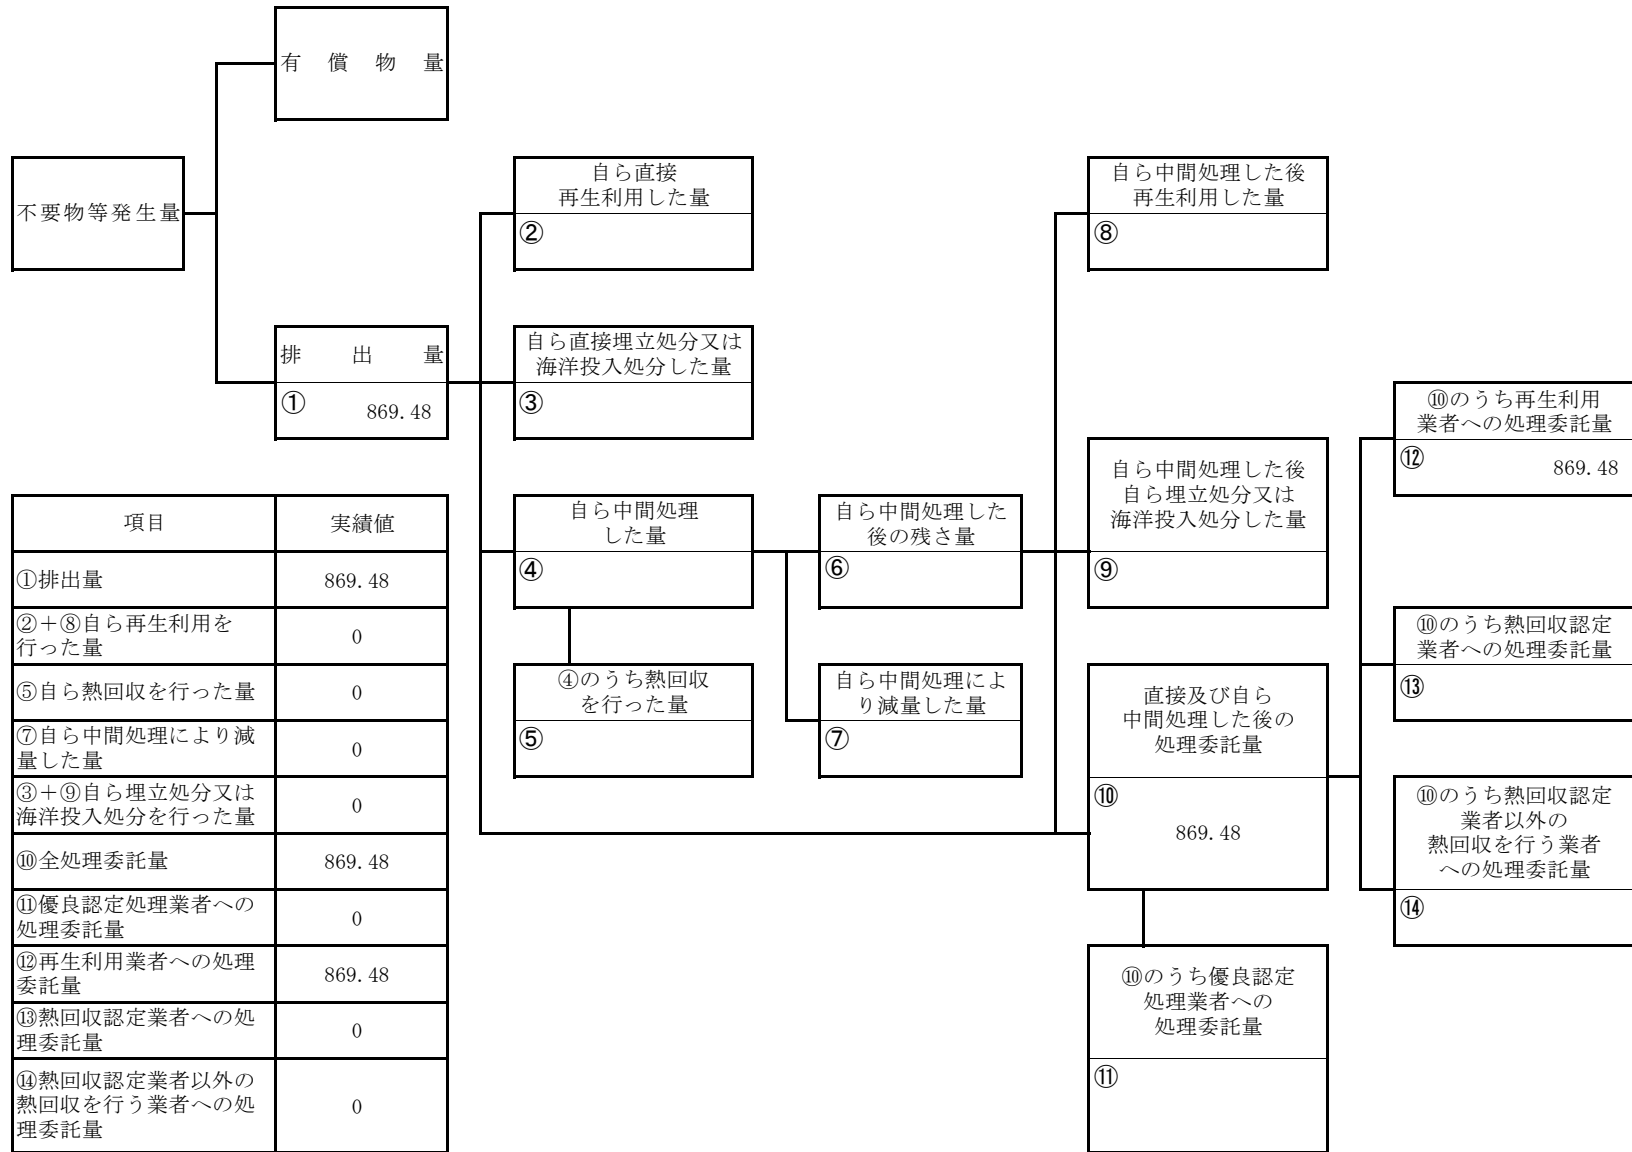 有償物量
不要物等発生量
自ら直接
再生利用した量
②
自ら中間処理した後
再生利用した量
⑧
排出量
① 869.48
自ら直接埋立処分又は
海洋投入処分した量
③
⑩のうち再生利用
業者への処理委託量
⑫ 869.48
自ら中間処理
した量
④
自ら中間処理した
後の残さ量
⑥
自ら中間処理した後
自ら埋立処分又は
海洋投入処分した量
⑨
④のうち熱回収
を行った量
⑤
自ら中間処理によ
り減量した量
⑦
直接及び自ら
中間処理した後の
処理委託量
⑩
869.48
⑩のうち熱回収認定
業者への処理委託量
⑬
⑩のうち熱回収認定
業者以外の
熱回収を行う業者
への処理委託量
⑭
⑩のうち優良認定
処理業者への
処理委託量
⑪
項目 実績値
①排出量 869.48
②+⑧自ら再生利用を
行った量 0
⑤自ら熱回収を行った量 0
⑦自ら中間処理により減
量した量 0
③+⑨自ら埋立処分又は
海洋投入処分を行った量 0
⑩全処理委託量 869.48
⑪優良認定処理業者への
処理委託量 0
⑫再生利用業者への処理
委託量 869.48
⑬熱回収認定業者への処
理委託量 0
⑭熱回収認定業者以外の
熱回収を行う業者への処
理委託量 0